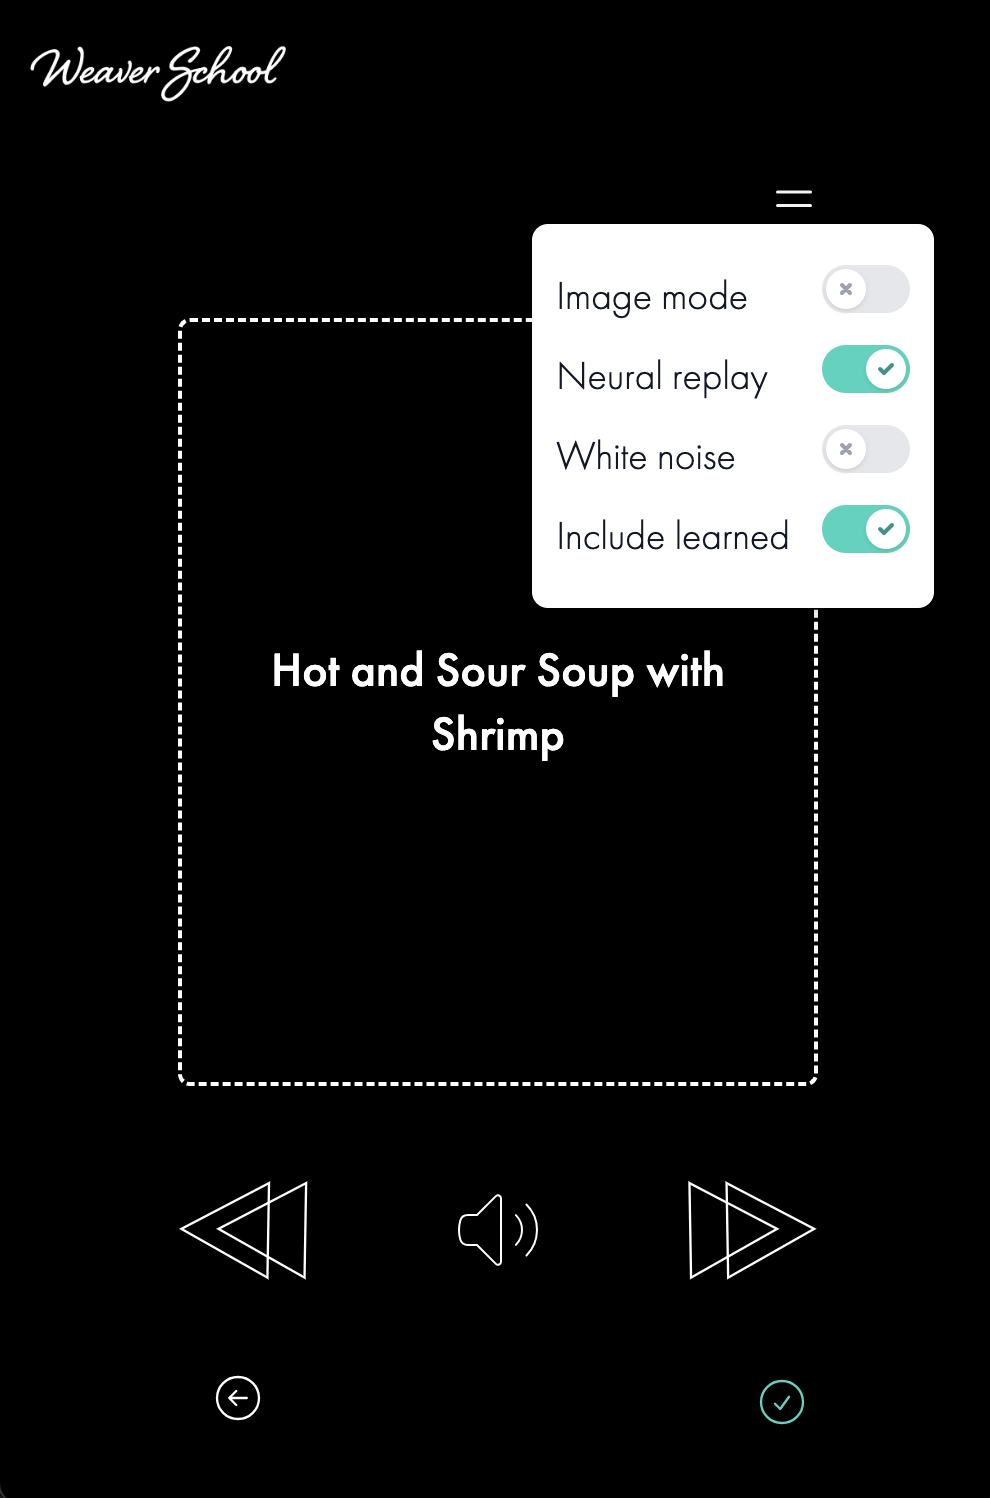 Weaver School
Image mode
Neural replay
White noise
Include learned
Hot and Sour Soup with
Shrimp